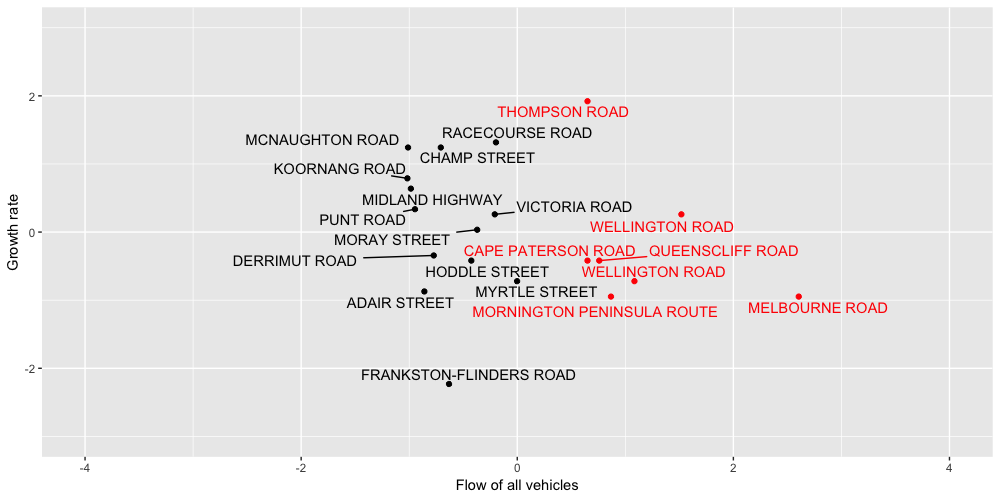 2
THOMPSON ROAD
RACECOURSE ROAD
MCNAUGHTON ROAD
CHAMP STREET
KOORNANG ROAD
MIDLAND HIGHWAY
VICTORIA ROAD
PUNT ROAD
WELLINGTON ROAD
Growth rate
0
MORAY STREET
CAPE PATERSON ROAD
QUEENSCLIFF ROAD
DERRIMUT ROAD
HODDLE STREET
WELLINGTON ROAD
MYRTLE STREET
ADAIR STREET
MORNINGTON PENINSULA ROUTE
MELBOURNE ROAD
-2
FRANKSTON-FLINDERS ROAD
-4
-2
0
2
4
Flow of all vehicles